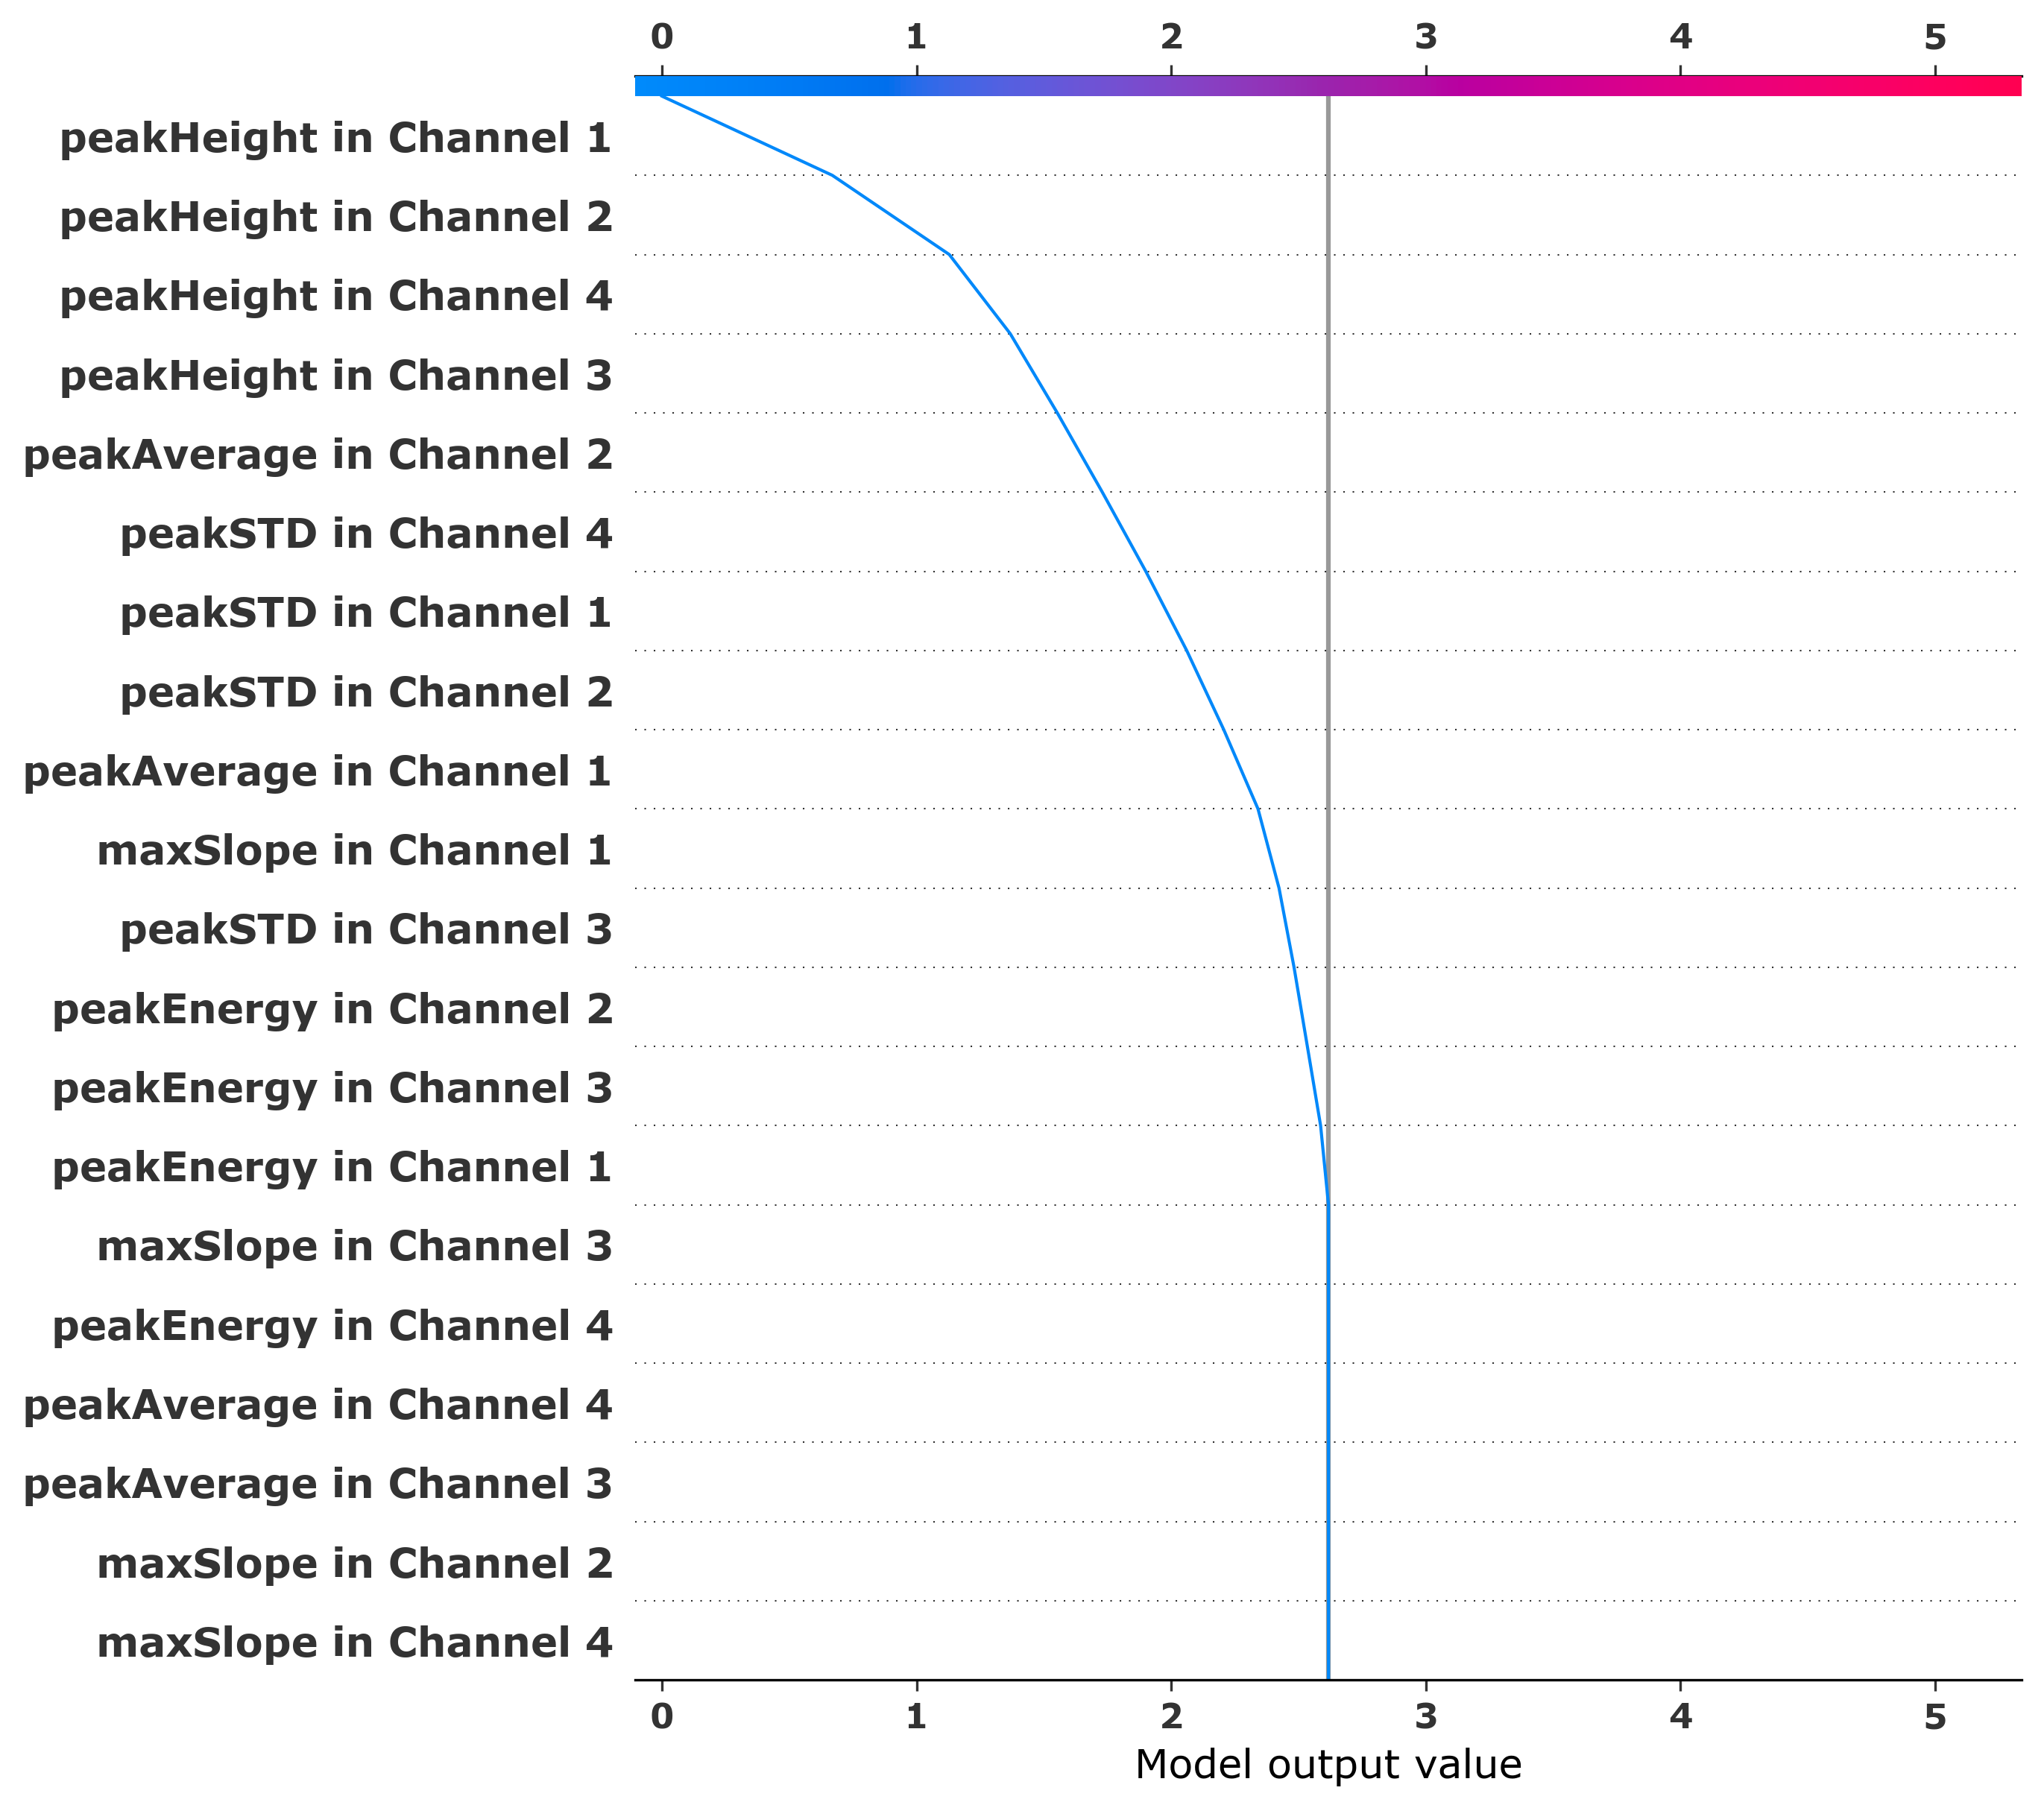 0 1 2 3 4 5
peakHeight in Channel 1
peakHeight in Channel 2
peakHeight in Channel 4
peakHeight in Channel 3
peakAverage in Channel 2
peakSTD in Channel 4
peakSTD in Channel 1
peakSTD in Channel 2
peakAverage in Channel 1
maxSlope in Channel 1
peakSTD in Channel 3
peakEnergy in Channel 2
peakEnergy in Channel 3
peakEnergy in Channel 1
maxSlope in Channel 3
peakEnergy in Channel 4
peakAverage in Channel 4
peakAverage in Channel 3
maxSlope in Channel 2
maxSlope in Channel 4
0 1 2 3 4 5
Model output value